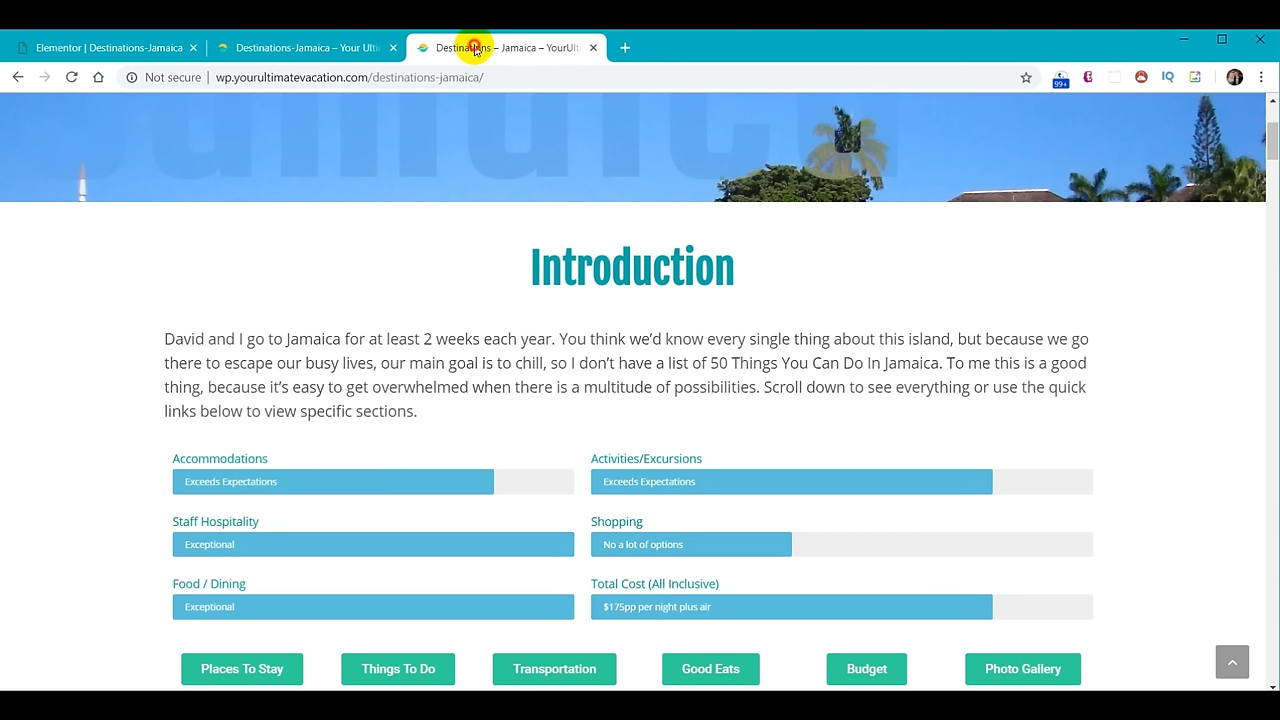 Elementor | Destinations-Jamaica
Destinations-Jamaica – Your Ulti
Destinations – Jamaica – YourUlt
Not secure | wp.yourultimatevacation.com/destinations-jamaica/
99+
IQ
Jamaica
Introduction
David and I go to Jamaica for at least 2 weeks each year. You think we’d know every single thing about this island, but because we go
there to escape our busy lives, our main goal is to chill, so I don’t have a list of 50 Things You Can Do In Jamaica. To me this is a good
thing, because it’s easy to get overwhelmed when there is a multitude of possibilities. Scroll down to see everything or use the quick
links below to view specific sections.
Accommodations
Exceeds Expectations
Activities/Excursions
Exceeds Expectations
Staff Hospitality
Exceptional
Shopping
No a lot of options
Food / Dining
Exceptional
Total Cost (All Inclusive)
$175pp per night plus air
Places To Stay
Things To Do
Transportation
Good Eats
Budget
Photo Gallery